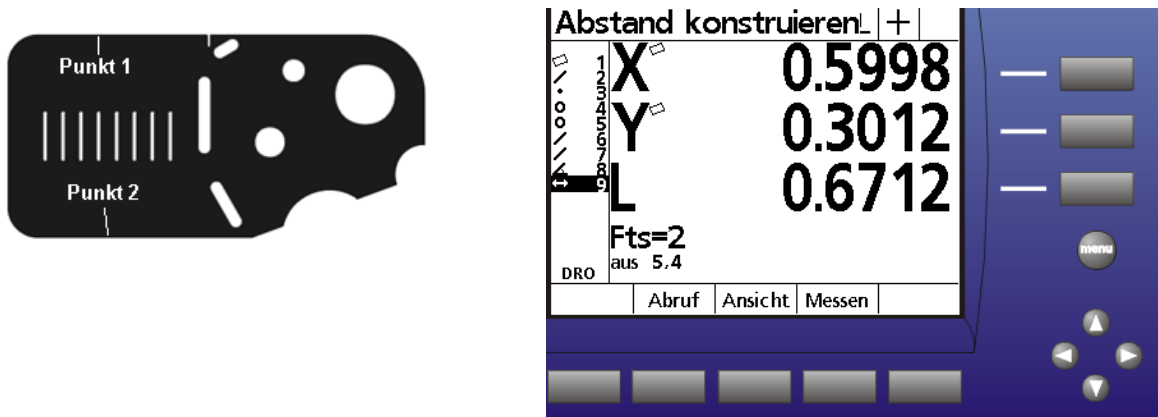 Punkt 1
Punkt 2
Abstand konstruieren
1
2
3
4
5
6
7
8
9
X 0.5998
Y 0.3012
L 0.6712
Fts=2
aus 5,4
DRO
Abruf Ansicht Messen
menu